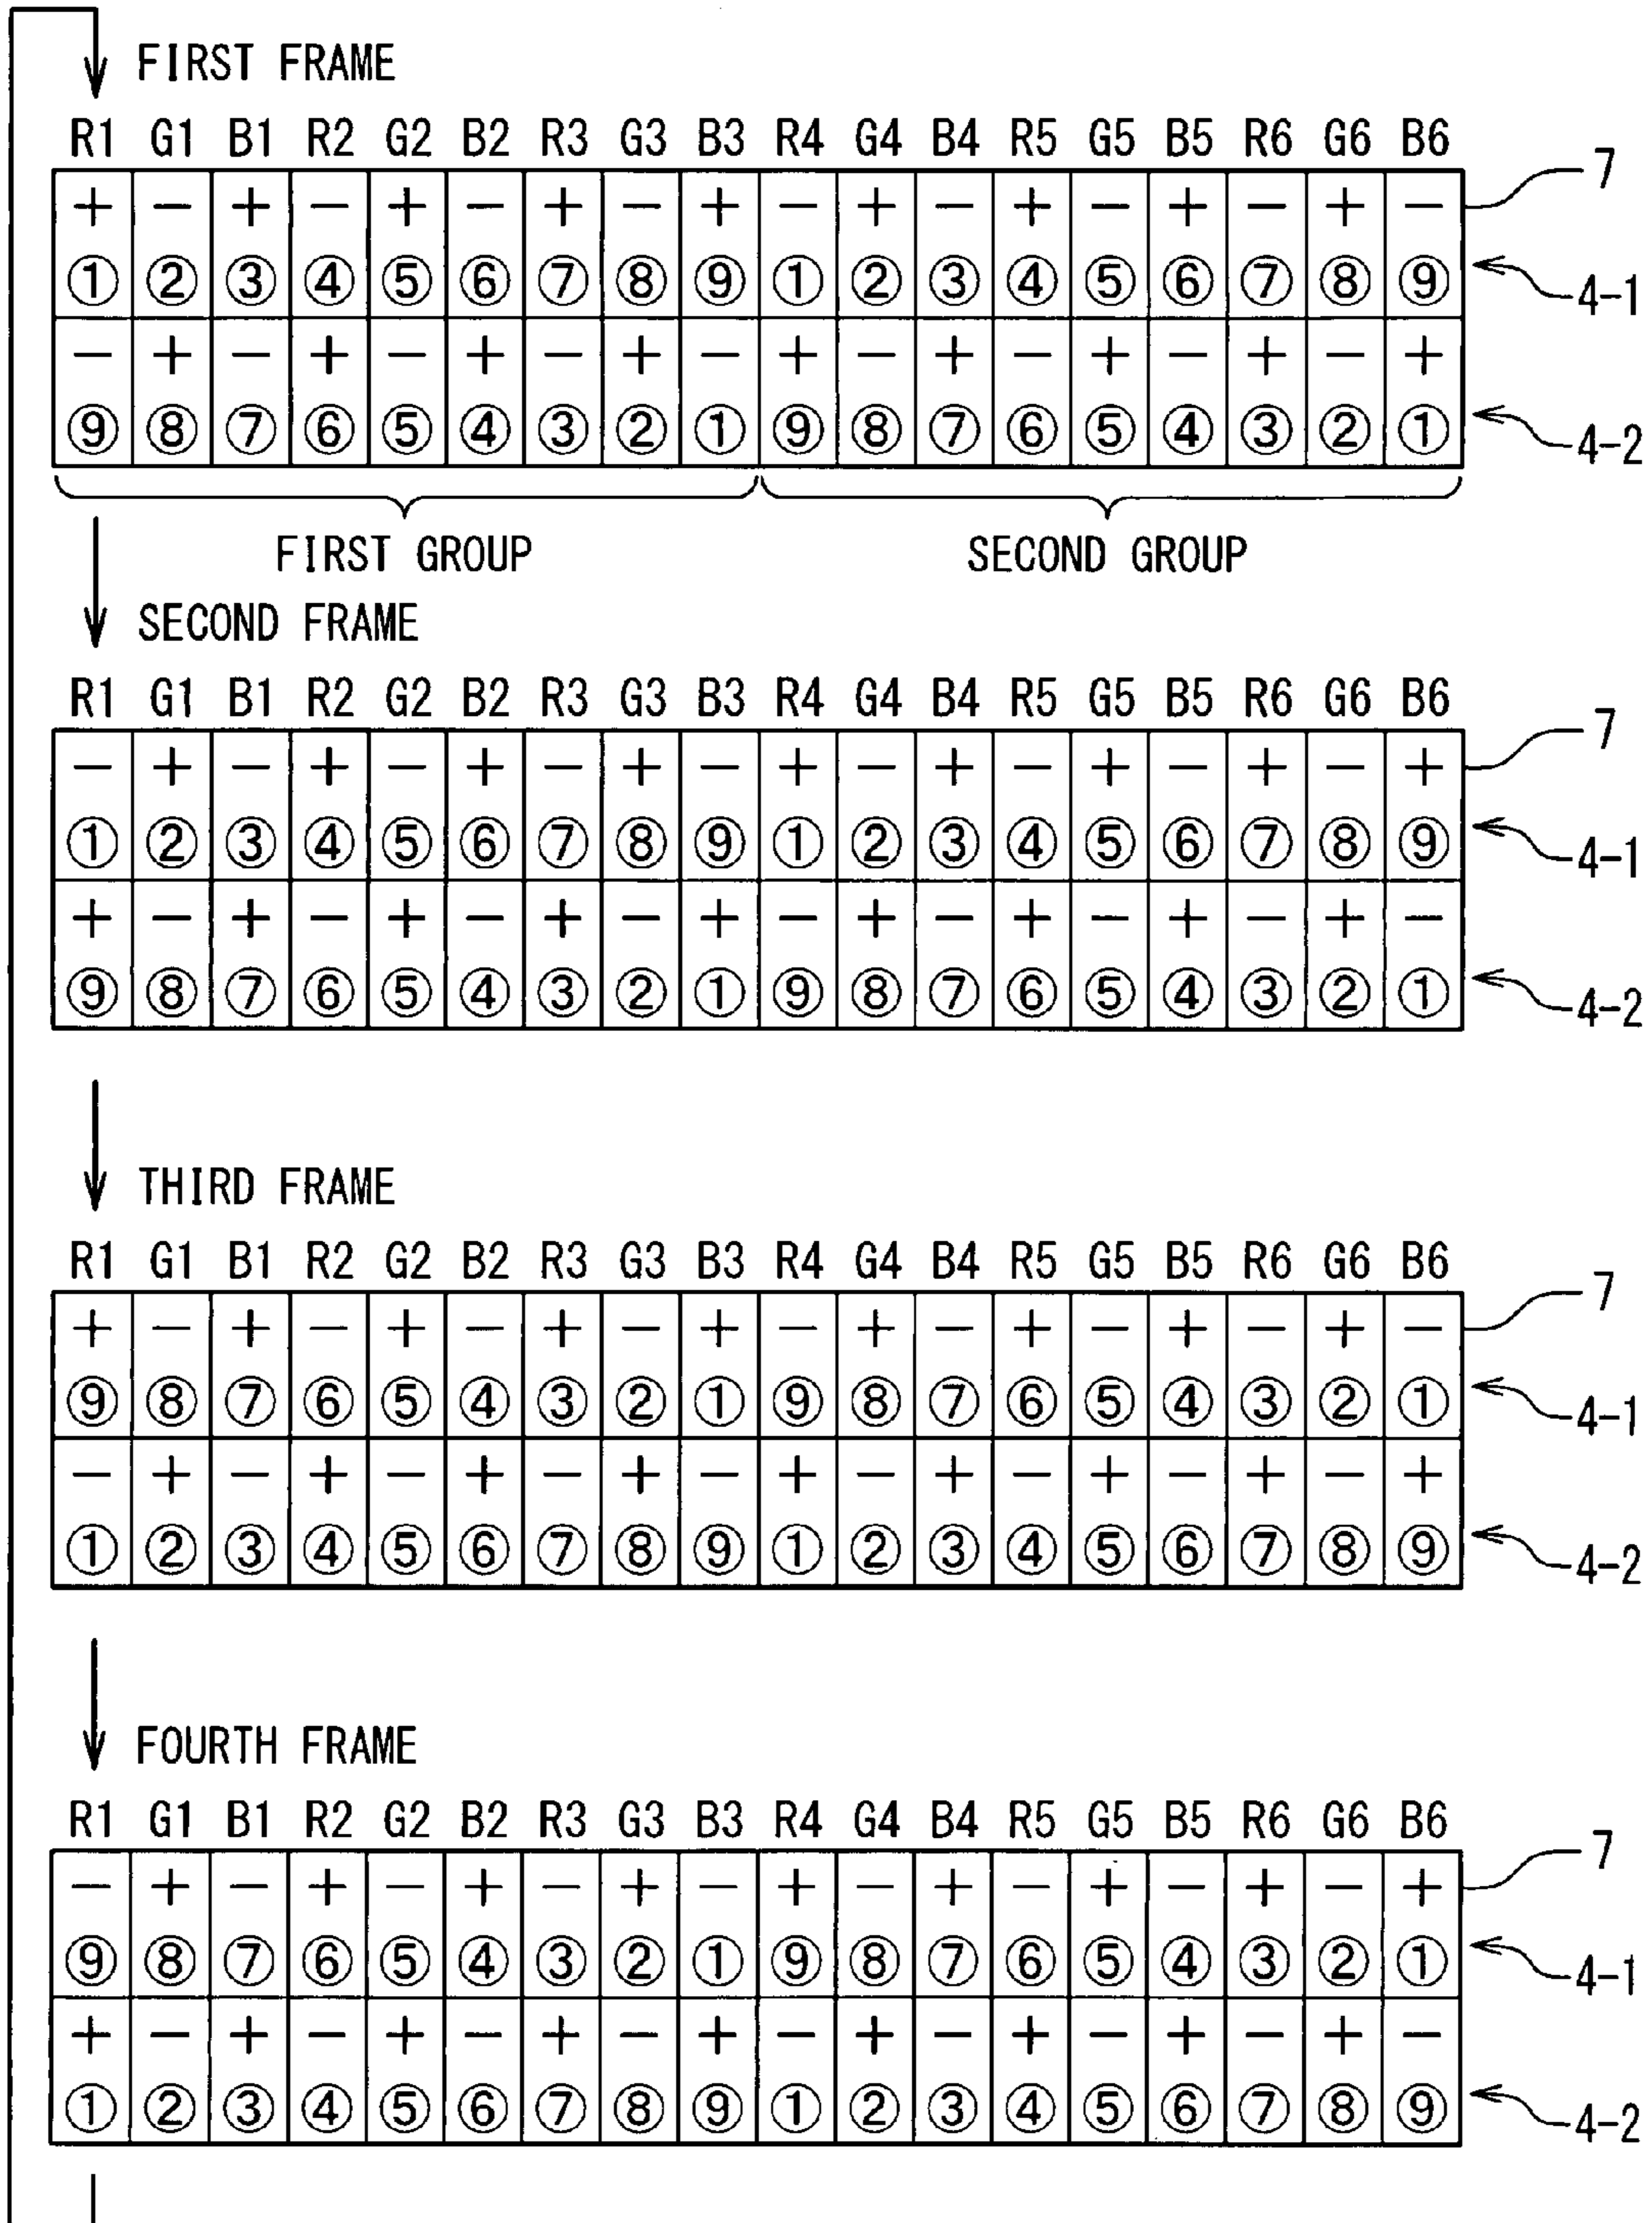 FIRST FRAME
R1 G1 B1 R2 G2 B2 R3 G3 B3 R4 G4 B4 R5 G5 B5 R6 G6 B6
+ − + − + − + − + − + − + − + − + − 7
① ② ③ ④ ⑤ ⑥ ⑦ ⑧ ⑨ ① ② ③ ④ ⑤ ⑥ ⑦ ⑧ ⑨ 4-1
− + − + − + − + − + − + − + − + − +
⑨ ⑧ ⑦ ⑥ ⑤ ④ ③ ② ① ⑨ ⑧ ⑦ ⑥ ⑤ ④ ③ ② ① 4-2
FIRST GROUP SECOND GROUP
SECOND FRAME
R1 G1 B1 R2 G2 B2 R3 G3 B3 R4 G4 B4 R5 G5 B5 R6 G6 B6
− + − + − + − + − + − + − + − + − + 7
① ② ③ ④ ⑤ ⑥ ⑦ ⑧ ⑨ ① ② ③ ④ ⑤ ⑥ ⑦ ⑧ ⑨ 4-1
+ − + − + − + − + − + − + − + − + −
⑨ ⑧ ⑦ ⑥ ⑤ ④ ③ ② ① ⑨ ⑧ ⑦ ⑥ ⑤ ④ ③ ② ① 4-2
THIRD FRAME
R1 G1 B1 R2 G2 B2 R3 G3 B3 R4 G4 B4 R5 G5 B5 R6 G6 B6
+ − + − + − + − + − + − + − + − + − 7
⑨ ⑧ ⑦ ⑥ ⑤ ④ ③ ② ① ⑨ ⑧ ⑦ ⑥ ⑤ ④ ③ ② ① 4-1
− + − + − + − + − + − + − + − + − +
① ② ③ ④ ⑤ ⑥ ⑦ ⑧ ⑨ ① ② ③ ④ ⑤ ⑥ ⑦ ⑧ ⑨ 4-2
FOURTH FRAME
R1 G1 B1 R2 G2 B2 R3 G3 B3 R4 G4 B4 R5 G5 B5 R6 G6 B6
− + − + − + − + − + − + − + − + − + 7
⑨ ⑧ ⑦ ⑥ ⑤ ④ ③ ② ① ⑨ ⑧ ⑦ ⑥ ⑤ ④ ③ ② ① 4-1
+ − + − + − + − + − + − + − + − + −
① ② ③ ④ ⑤ ⑥ ⑦ ⑧ ⑨ ① ② ③ ④ ⑤ ⑥ ⑦ ⑧ ⑨ 4-2